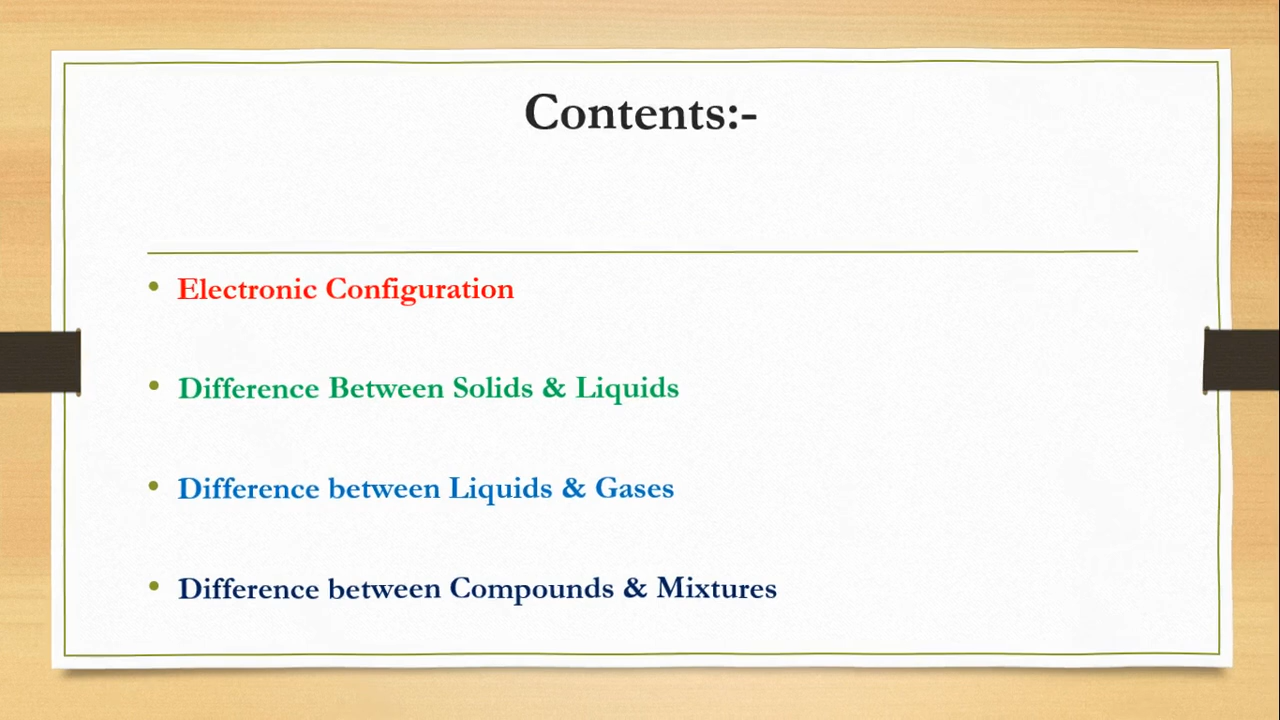 Contents:-
• Electronic Configuration
• Difference Between Solids & Liquids
• Difference between Liquids & Gases
• Difference between Compounds & Mixtures